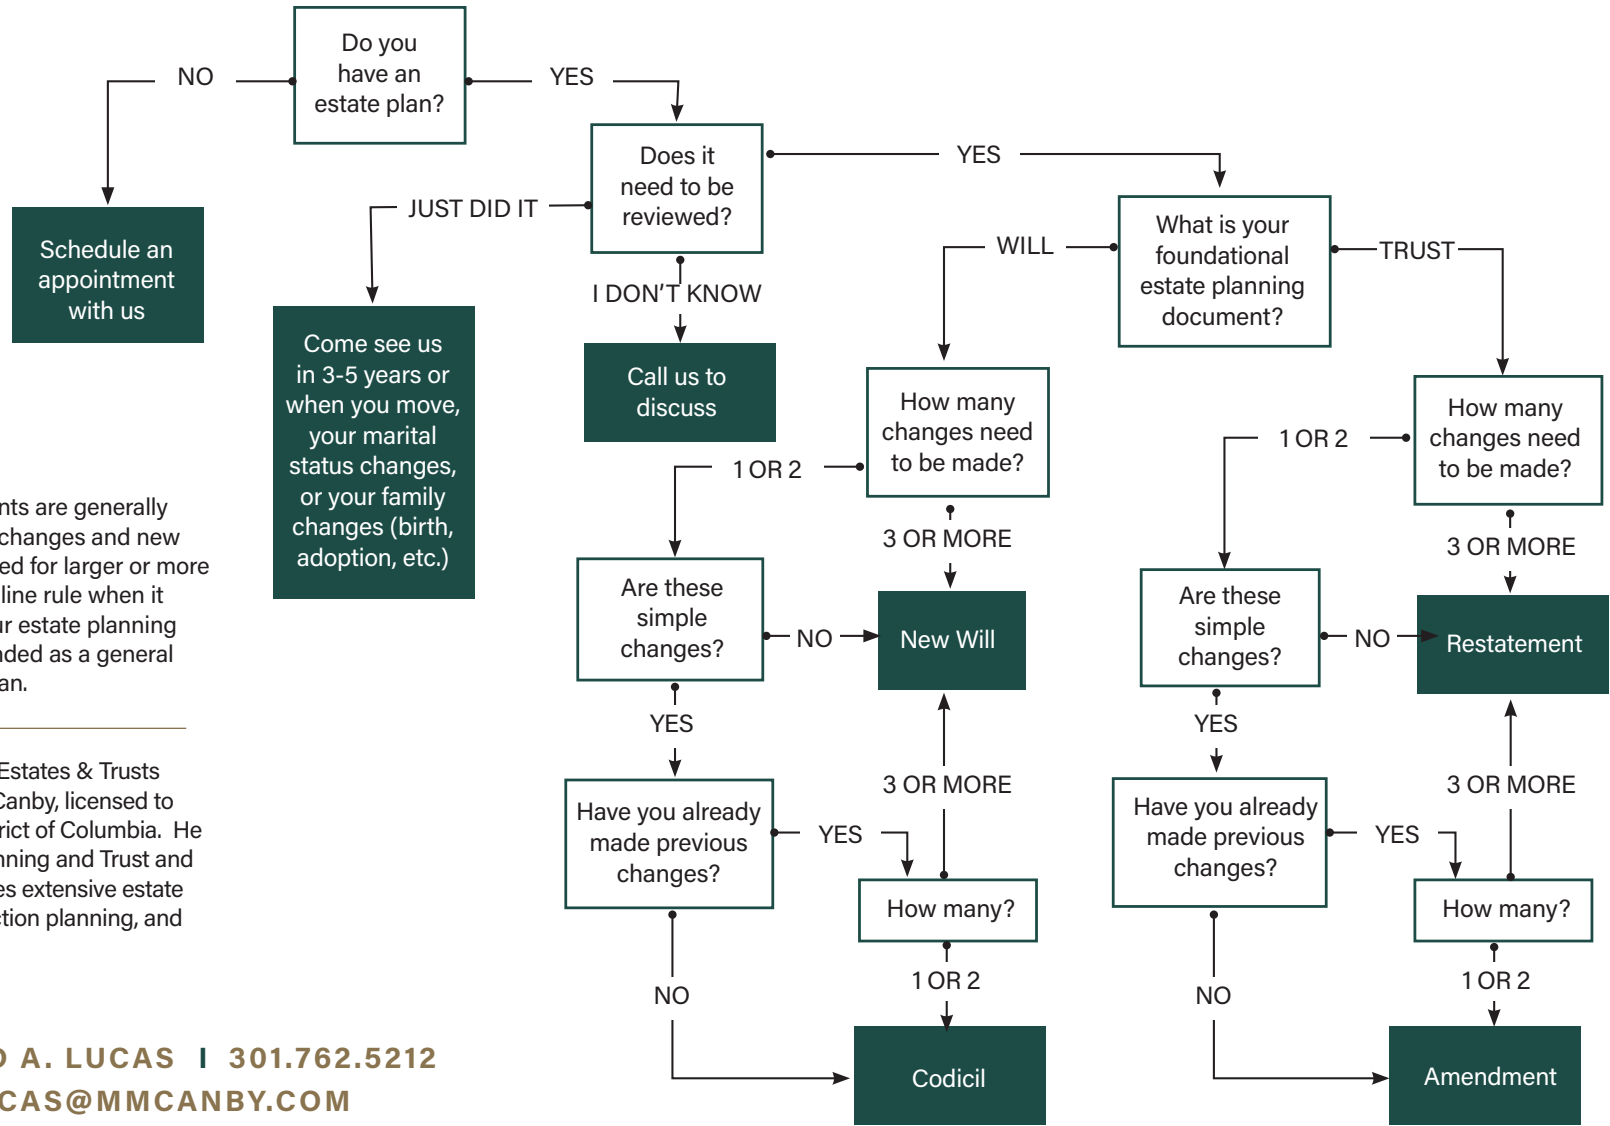 Do you
have an
estate plan?
NO
YES
Does it
need to be
reviewed?
YES
JUST DID IT
I DON'T KNOW
Schedule an
appointment
with us
Come see us
in 3-5 years or
when you move,
your marital
status changes,
or your family
changes (birth,
adoption, etc.)
Call us to
discuss
What is your
foundational
estate planning
document?
WILL
TRUST
How many
changes need
to be made?
1 OR 2
3 OR MORE
Are these
simple
changes?
NO
New Will
YES
Have you already
made previous
changes?
YES
3 OR MORE
How many?
1 OR 2
NO
Codicil
How many
changes need
to be made?
1 OR 2
3 OR MORE
Are these
simple
changes?
NO
Restatement
YES
Have you already
made previous
changes?
YES
3 OR MORE
How many?
1 OR 2
NO
Amendment
are generally
changes and new
for larger or more
line rule when it
estate planning
as a general
Estates & Trusts
Canby, licensed to
of Columbia. He
and Trust and
extensive estate
planning, and
A. LUCAS I 301.762.5212
CAS@MMCANBY.COM